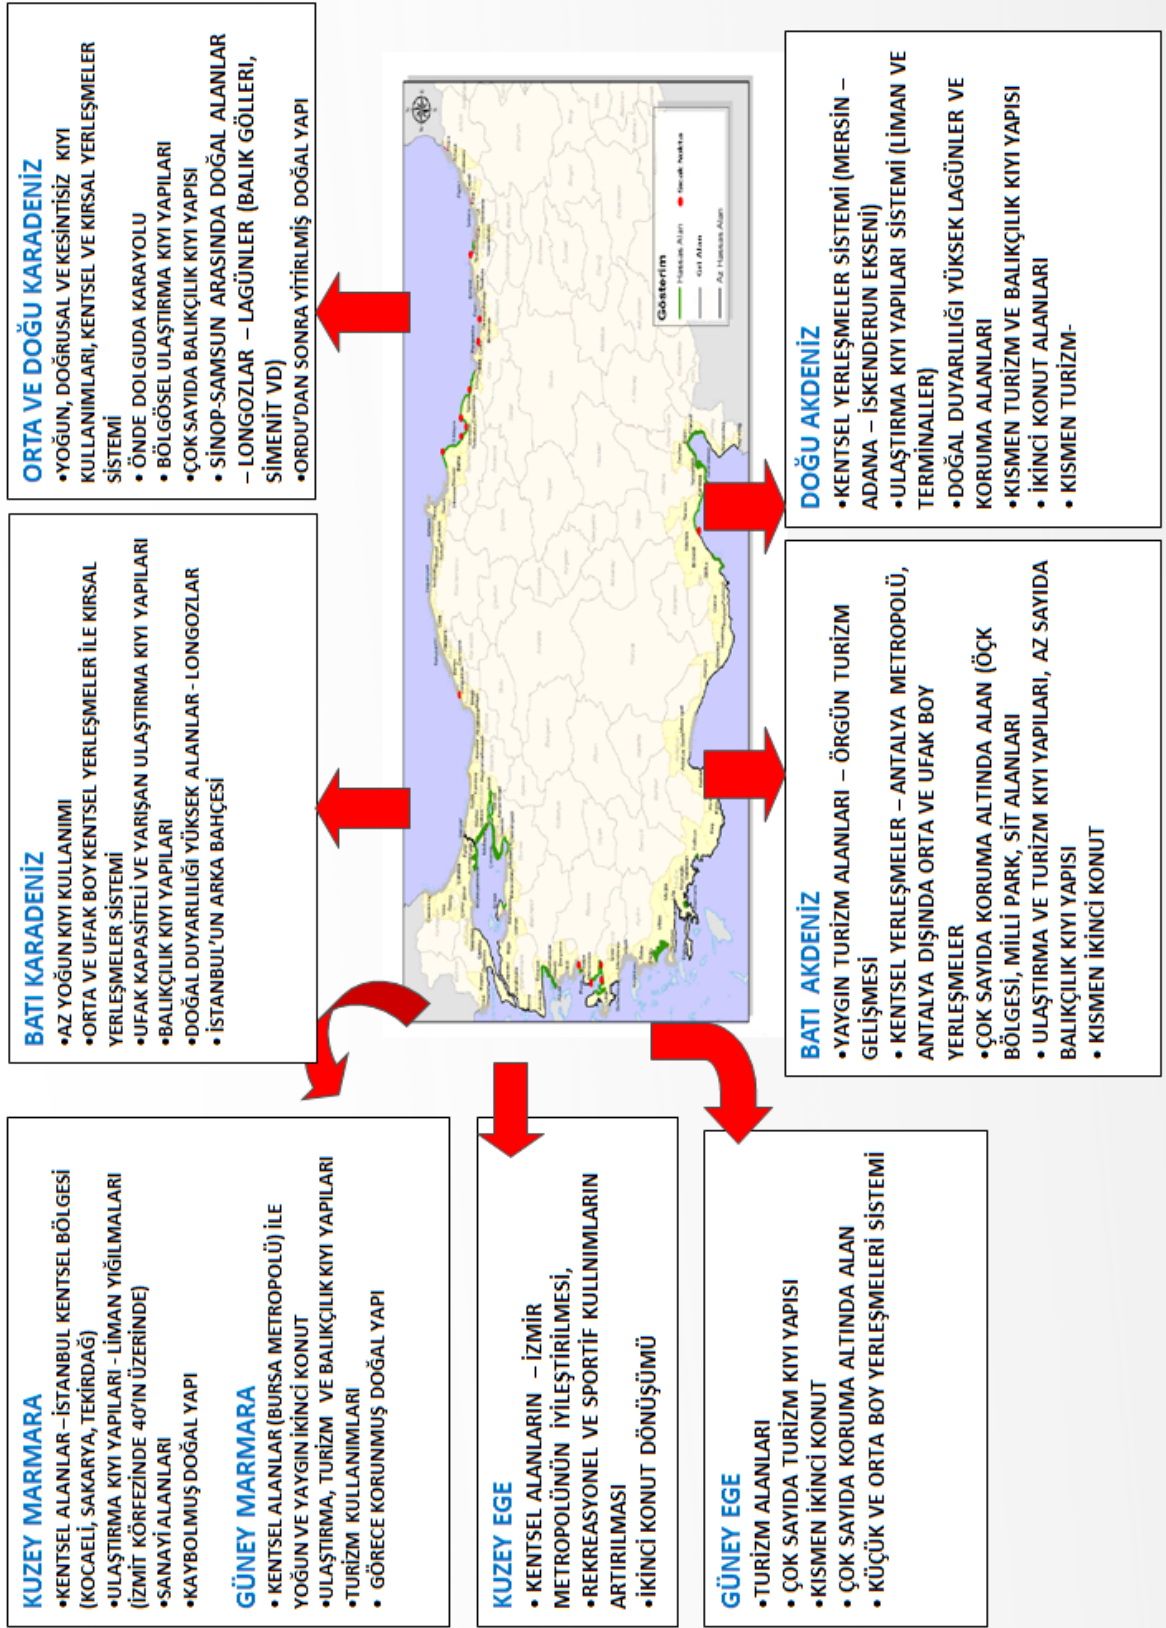 KUZEY MARMARA
•KENTSEL ALANLAR – İSTANBUL KENTSEL BÖLGESİ
(KOCAELİ, SAKARYA, TEKİRDAĞ)
•ULAŞTIRMA KIYI YAPILARI - LİMAN YIĞILMALARI
(İZMİT KÖRFEZİNDE 40'IN ÜZERİNDE)
•SANAYİ ALANLARI
•KAYBOLMUŞ DOĞAL YAPI
GÜNEY MARMARA
• KENTSEL ALANLAR (BURSA METROPOLÜ) İLE
YOĞUN VE YAYGIN İKİNCİ KONUT
•ULAŞTIRMA, TURİZM VE BALIKÇILIK KIYI YAPILARI
•TURİZM KULLANIMLARI
• GÖRECE KORUNMUŞ DOĞAL YAPI
KUZEY EGE
• KENTSEL ALANLARIN – İZMİR
METROPOLÜNÜN İYİLEŞTİRİLMESİ,
•REKREASYONEL VE SPORTİF KULLNIMLARIN
ARTIRILMASI
•İKİNCİ KONUT DÖNÜŞÜMÜ
GÜNEY EGE
•TURİZM ALANLARI
• ÇOK SAYIDA TURİZM KIYI YAPISI
•KISMEN İKİNCİ KONUT
• ÇOK SAYIDA KORUMA ALTINDA ALAN
• KÜÇÜK VE ORTA BOY YERLEŞMELERİ SİSTEMİ
BATI KARADENİZ
•AZ YOĞUN KIYI KULLANIMI
•ORTA VE UFAK BOY KENTSEL YERLEŞMELER İLE KIRSAL
YERLEŞMELER SİSTEMİ
•UFAK KAPASİTELİ VE YARIŞAN ULAŞTIRMA KIYI YAPILARI
•BALIKÇILIK KIYI YAPILARI
•DOĞAL DUYARLILIĞI YÜKSEK ALANLAR - LONGOZLAR
• İSTANBUL'UN ARKA BAHÇESİ
ORTA VE DOĞU KARADENİZ
•YOĞUN, DOĞRUSAL VE KESİNTİSİZ KIYI
KULLANIMLARI, KENTSEL VE KIRSAL YERLEŞMELER
SİSTEMİ
• ÖNDE DOLGUDA KARAYOLU
• BÖLGÖSEL ULAŞTIRMA KIYI YAPILARI
•ÇOK SAYIDA BALIKÇILIK KIYI YAPISI
• SİNOP-SAMSUN ARASINDA DOĞAL ALANLAR
– LONGOZLAR – LAGÜNLER (BALIK GÖLLERI,
SİMENİT VD)
•ORDU'DAN SONRA YİTİRİLMİŞ DOĞAL YAPI
Gösterim
Hassas Alan
Sıcak Nokta
Gri Alan
Az Hassas Alan
BATI AKDENİZ
•YAYGIN TURİZM ALANLARI – ÖRGÜN TURİZM
GELİŞMESİ
• KENTSEL YERLEŞMELER – ANTALYA METROPOLÜ,
ANTALYA DIŞINDA ORTA VE UFAK BOY
YERLEŞMELER
•ÇOK SAYIDA KORUMA ALTINDA ALAN (ÖÇK
BÖLGESİ, MİLLİ PARK, SİT ALANLARI
• ULAŞTIRMA VE TURİZM KIYI YAPILARI, AZ SAYIDA
BALIKÇILIK KIYI YAPISI
• KISMEN İKİNCİ KONUT
DOĞU AKDENİZ
•KENTSEL YERLEŞMELER SİSTEMİ (MERSİN –
ADANA – İSKENDERUN EKSENİ)
•ULAŞTIRMA KIYI YAPILARI SİSTEMİ (LİMAN VE
TERMİNALLER)
•DOĞAL DUYARLILIĞI YÜKSEK LAGÜNLER VE
KORUMA ALANLARI
•KISMEN TURİZM VE BALIKÇILIK KIYI YAPISI
• İKİNCİ KONUT ALANLARI
• KISMEN TURİZM-